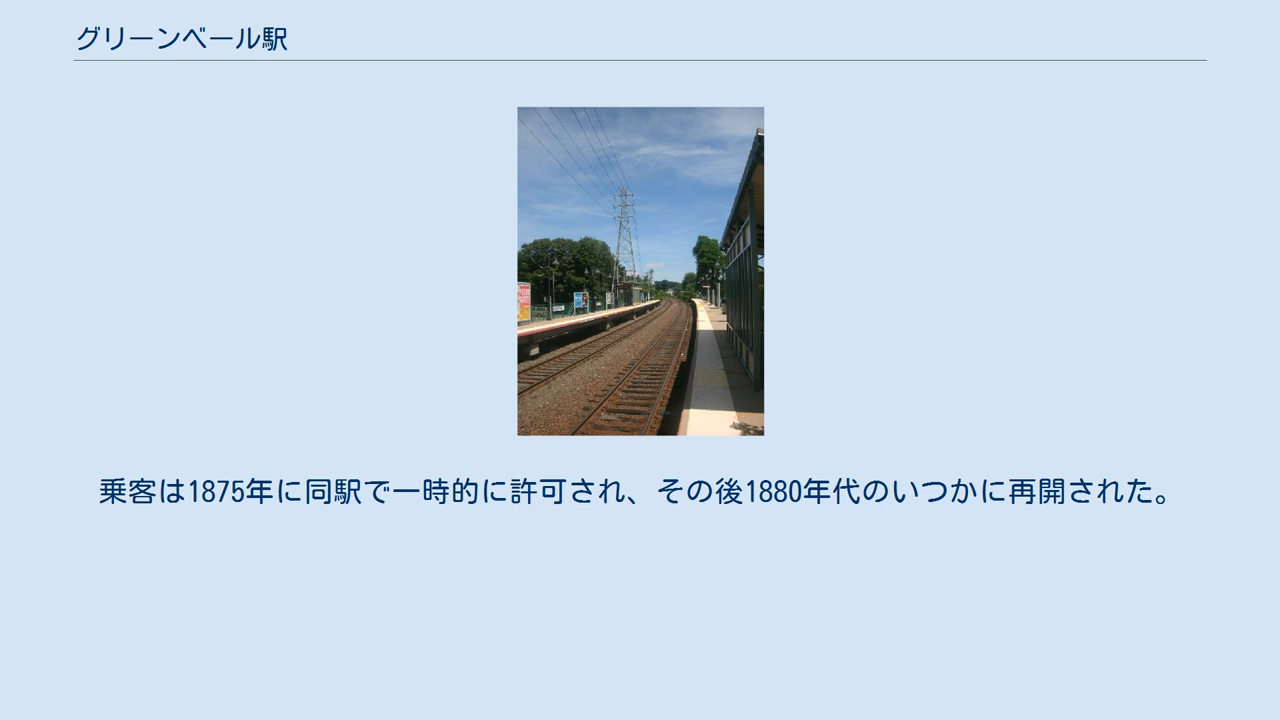 グリーンベール駅
乗客は1875年に同駅で一時的に許可され、その後1880年代のいつかに再開された。